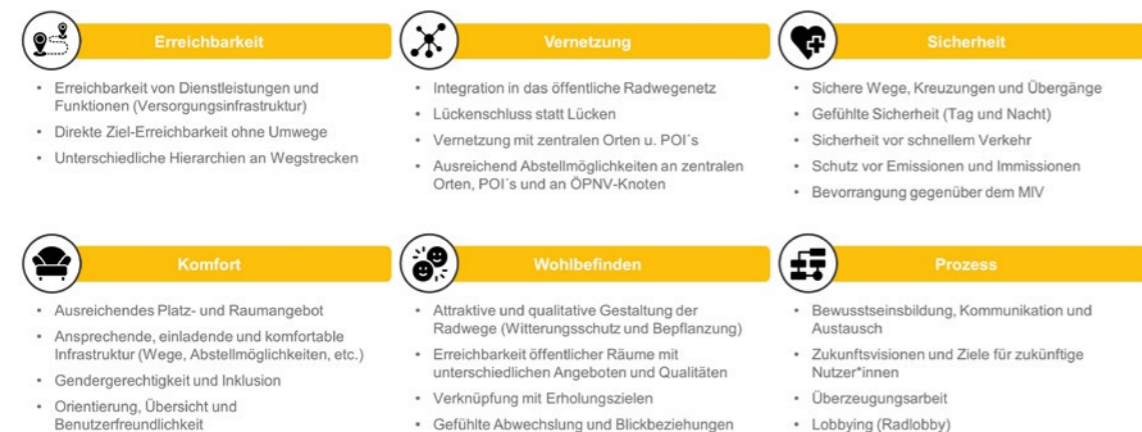 Erreichbarkeit
• Erreichbarkeit von Dienstleistungen und
Funktionen (Versorgungsinfrastruktur)
• Direkte Ziel-Erreichbarkeit ohne Umwege
• Unterschiedliche Hierarchien an Wegstrecken
Vernetzung
• Integration in das öffentliche Radwegenetz
• Lückenschluss statt Lücken
• Vernetzung mit zentralen Orten u. POI´s
• Ausreichend Abstellmöglichkeiten an zentralen
Orten, POI´s und an ÖPNV-Knoten
Sicherheit
• Sichere Wege, Kreuzungen und Übergänge
• Gefühlte Sicherheit (Tag und Nacht)
• Sicherheit vor schnellem Verkehr
• Schutz vor Emissionen und Immissionen
• Bevorrangung gegenüber dem MIV
Komfort
• Ausreichendes Platz- und Raumangebot
• Ansprechende, einladende und komfortable
Infrastruktur (Wege, Abstellmöglichkeiten, etc.)
• Gendergerechtigkeit und Inklusion
• Orientierung, Übersicht und
Benutzerfreundlichkeit
Wohlbefinden
• Attraktive und qualitative Gestaltung der
Radwege (Witterungsschutz und Bepflanzung)
• Erreichbarkeit öffentlicher Räume mit
unterschiedlichen Angeboten und Qualitäten
• Verknüpfung mit Erholungszielen
• Gefühlte Abwechslung und Blickbeziehungen
Prozess
• Bewusstseinsbildung, Kommunikation und
Austausch
• Zukunftsvisionen und Ziele für zukünftige
Nutzer*innen
• Überzeugungsarbeit
• Lobbying (Radlobby)